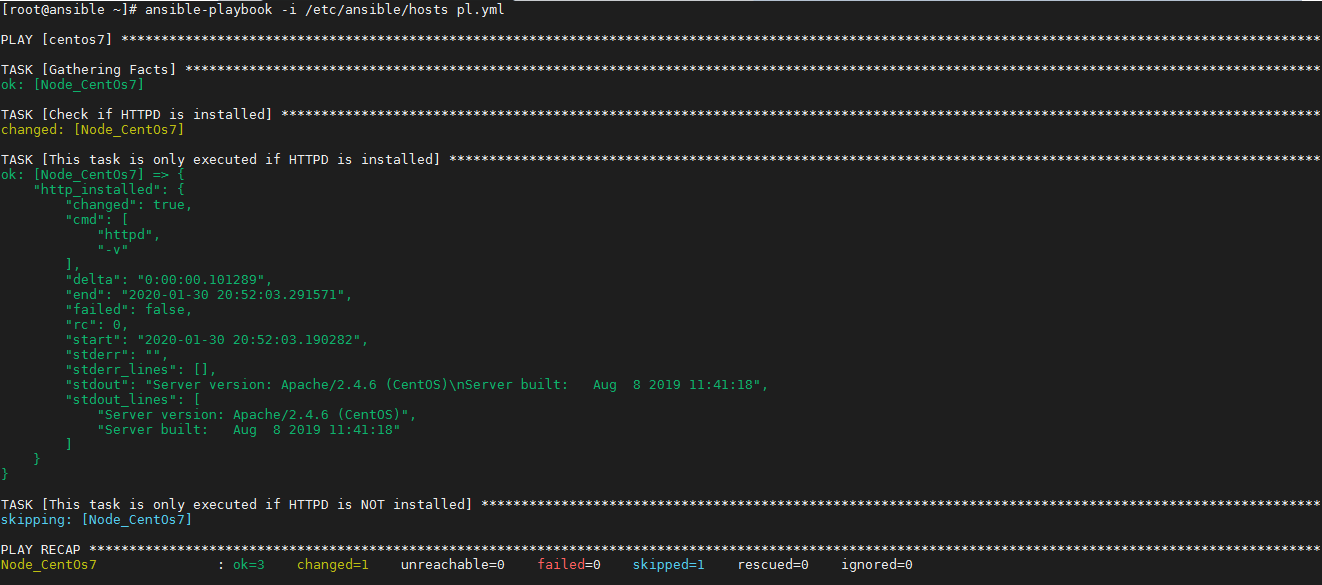 [root@ansible ~]# ansible-playbook -i /etc/ansible/hosts pl.yml
PLAY [centos7] ******************************************************************************************************************************************************
TASK [Gathering Facts] **********************************************************************************************************************************************
ok: [Node_CentOs7]
TASK [Check if HTTPD is installed] **********************************************************************************************************************************
changed: [Node_CentOs7]
TASK [This task is only executed if HTTPD is installed] *************************************************************************************************************
ok: [Node_CentOs7] => {
    "http_installed": {
        "changed": true,
        "cmd": [
            "httpd",
            "-v"
        ],
        "delta": "0:00:00.101289",
        "end": "2020-01-30 20:52:03.291571",
        "failed": false,
        "rc": 0,
        "start": "2020-01-30 20:52:03.190282",
        "stderr": "",
        "stderr_lines": [],
        "stdout": "Server version: Apache/2.4.6 (CentOS)\nServer built:   Aug  8 2019 11:41:18",
        "stdout_lines": [
            "Server version: Apache/2.4.6 (CentOS)",
            "Server built:   Aug  8 2019 11:41:18"
        ]
    }
}
TASK [This task is only executed if HTTPD is NOT installed] *********************************************************************************************************
skipping: [Node_CentOs7]
PLAY RECAP **********************************************************************************************************************************************************
Node_CentOs7               : ok=3    changed=1    unreachable=0    failed=0    skipped=1    rescued=0    ignored=0